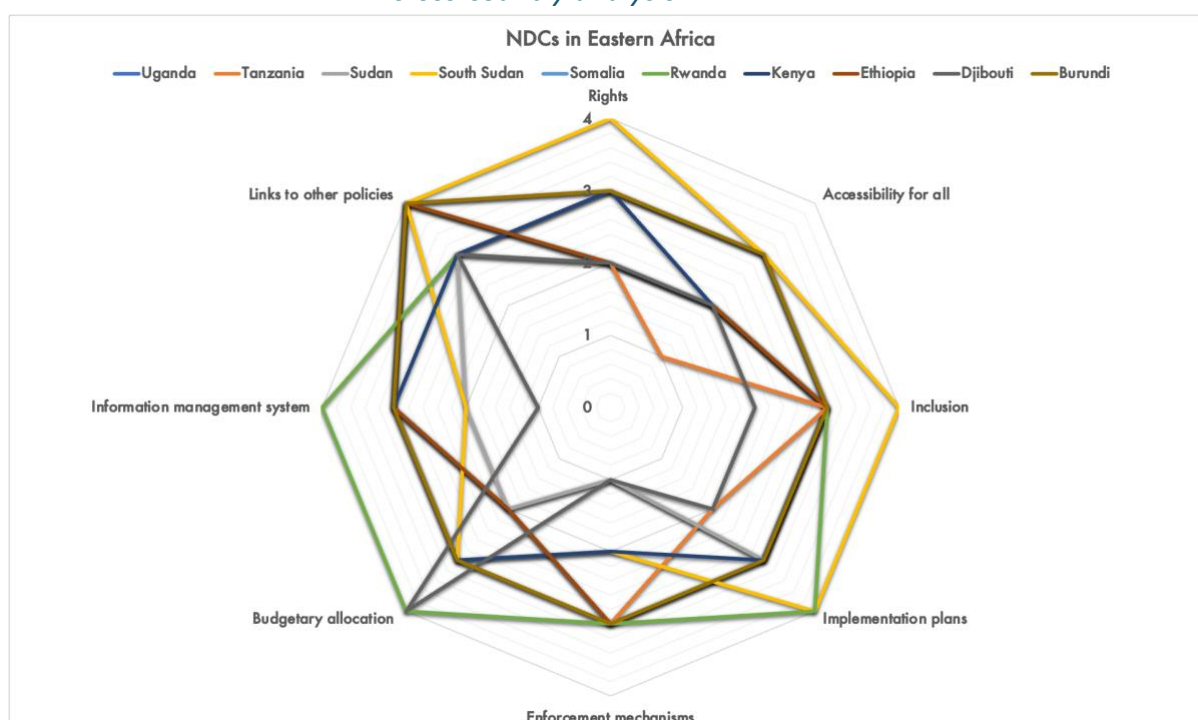 NDCs in Eastern Africa
Uganda Tanzania Sudan South Sudan Somalia Rwanda Kenya Ethiopia Djibouti Burundi
Rights
4
Links to other policies
3
Accessibility for all
2
1
Information management system
0
Inclusion
Budgetary allocation
Implementation plans
Enforcement mechanisms